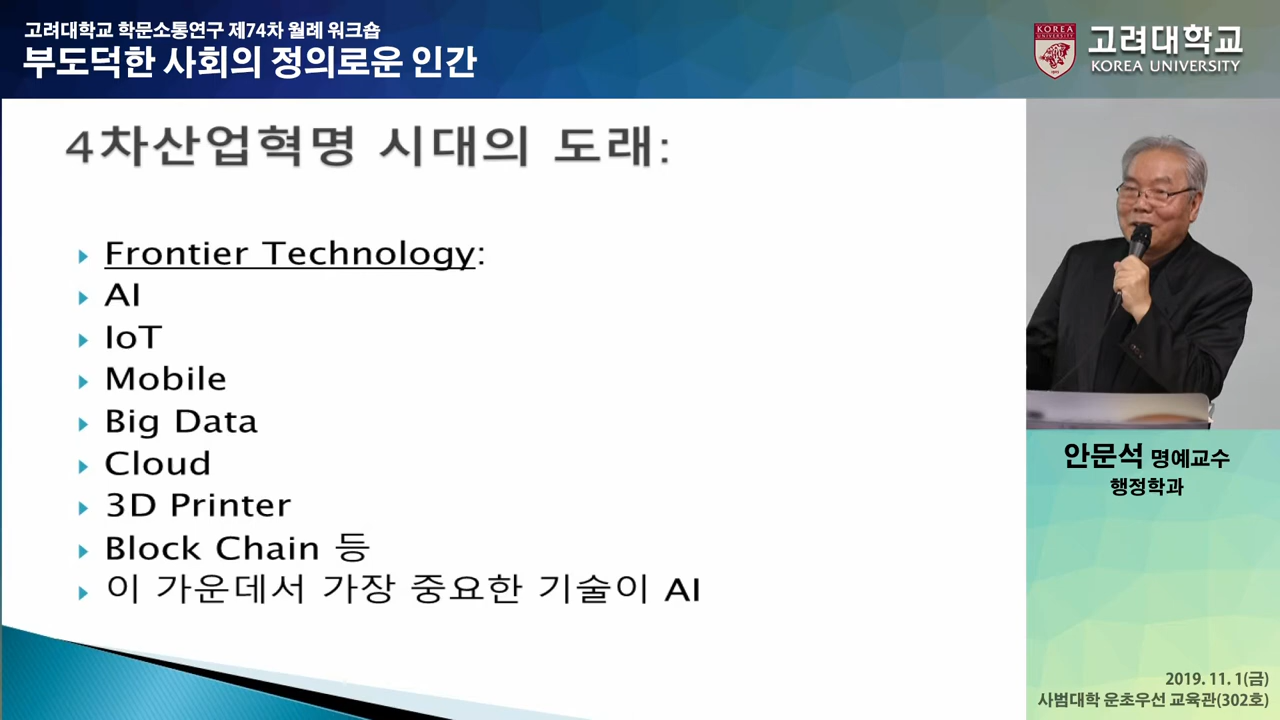 고려대학교 학문소통연구 제74차 월례 워크숍
부도덕한 사회의 정의로운 인간
KOREA
UNIVERSITY
고려대학교
KOREA UNIVERSITY
4차산업혁명 시대의 도래:
Frontier Technology:
AI
IoT
Mobile
Big Data
Cloud
3D Printer
Block Chain 등
이 가운데서 가장 중요한 기술이 AI
안문석 명예교수
행정학과
2019. 11. 1(금)
사범대학 운초우선 교육관(302호)